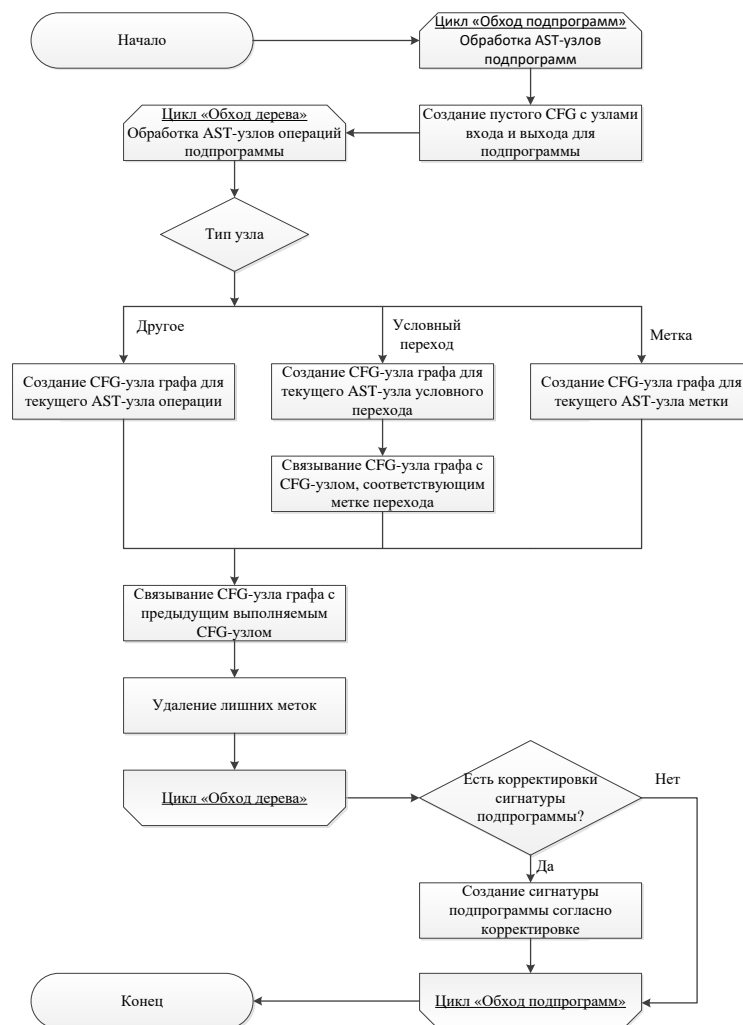 Начало
Цикл «Обход подпрограмм»
Обработка AST-узлов
подпрограмм
Цикл «Обход дерева»
Обработка AST-узлов операций
подпрограммы
Создание пустого CFG с узлами
входа и выхода для
подпрограммы
Тип узла
Другое
Условный
переход
Метка
Создание CFG-узла графа для
текущего AST-узла операции
Создание CFG-узла графа для
текущего AST-узла условного
перехода
Создание CFG-узла графа для
текущего AST-узла метки
Связывание CFG-узла графа с
CFG-узлом, соответствующим
метке перехода
Связывание CFG-узла графа с
предыдущим выполняемым
CFG-узлом
Удаление лишних меток
Цикл «Обход дерева»
Есть корректировки
сигнатуры
подпрограммы?
Нет
Да
Создание сигнатуры
подпрограммы согласно
корректировке
Конец
Цикл «Обход подпрограмм»